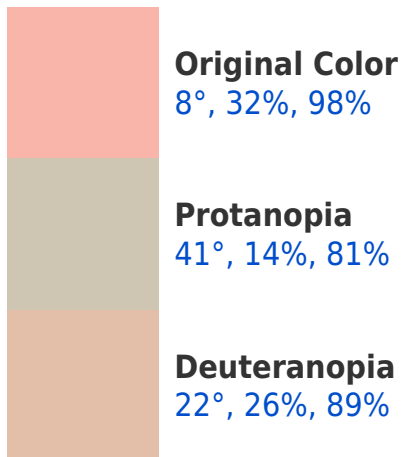 Original Color
8°, 32%, 98%
Protanopia
41°, 14%, 81%
Deuteranopia
22°, 26%, 89%